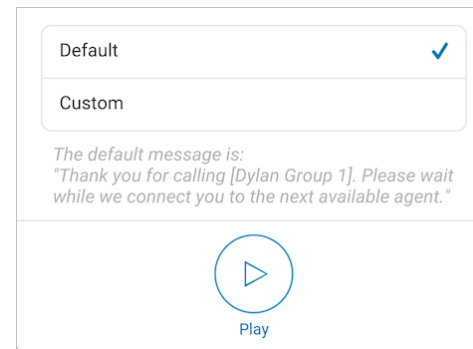 Default
Custom
The default message is:
"Thank you for calling [Dylan Group 1]. Please wait
while we connect you to the next available agent."
Play